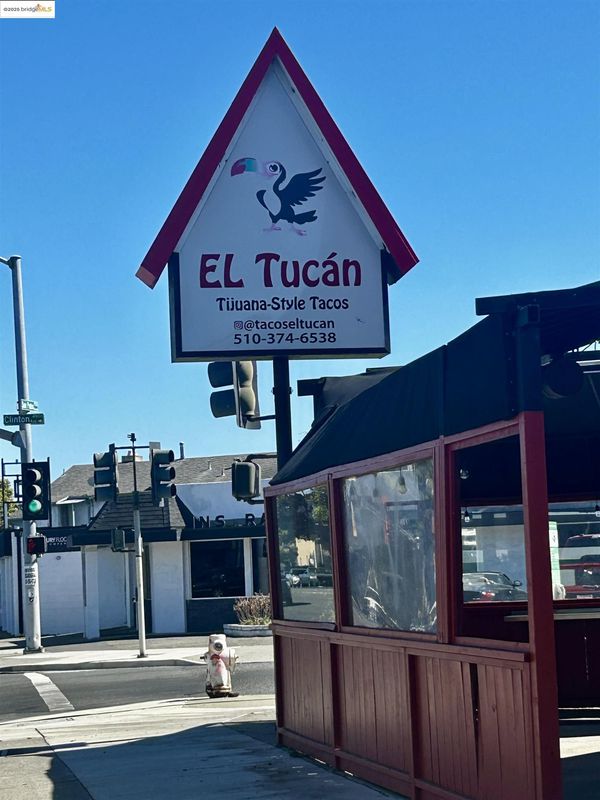 ©2025 bridgeMLS
EL Tucán
Tijuana-Style Tacos
@tacoseltucan
510-374-6538
Clinton